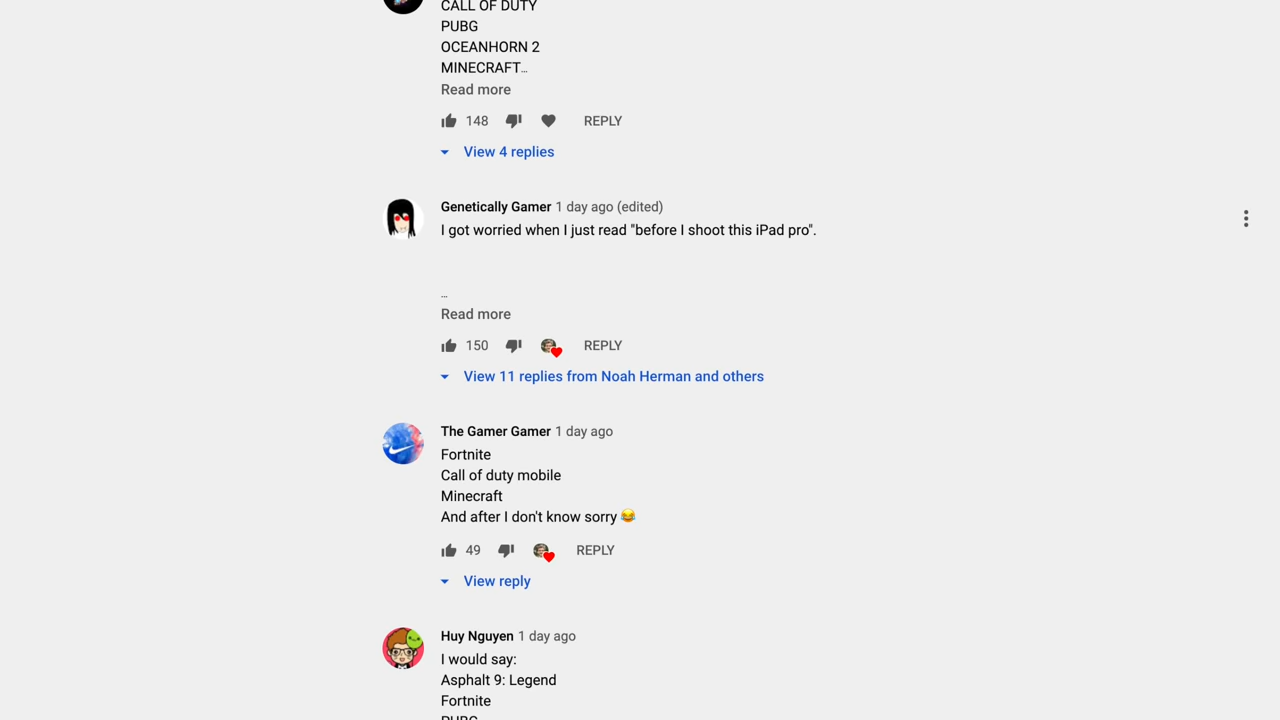 CALL OF DUTY
PUBG
OCEANHORN 2
MINECRAFT...
Read more
148 REPLY
View 4 replies
Genetically Gamer 1 day ago (edited)
I got worried when I just read "before I shoot this iPad pro".
...
Read more
150 REPLY
View 11 replies from Noah Herman and others
The Gamer Gamer 1 day ago
Fortnite
Call of duty mobile
Minecraft
And after I don't know sorry 😂
49 REPLY
View reply
Huy Nguyen 1 day ago
I would say:
Asphalt 9: Legend
Fortnite
PUBG